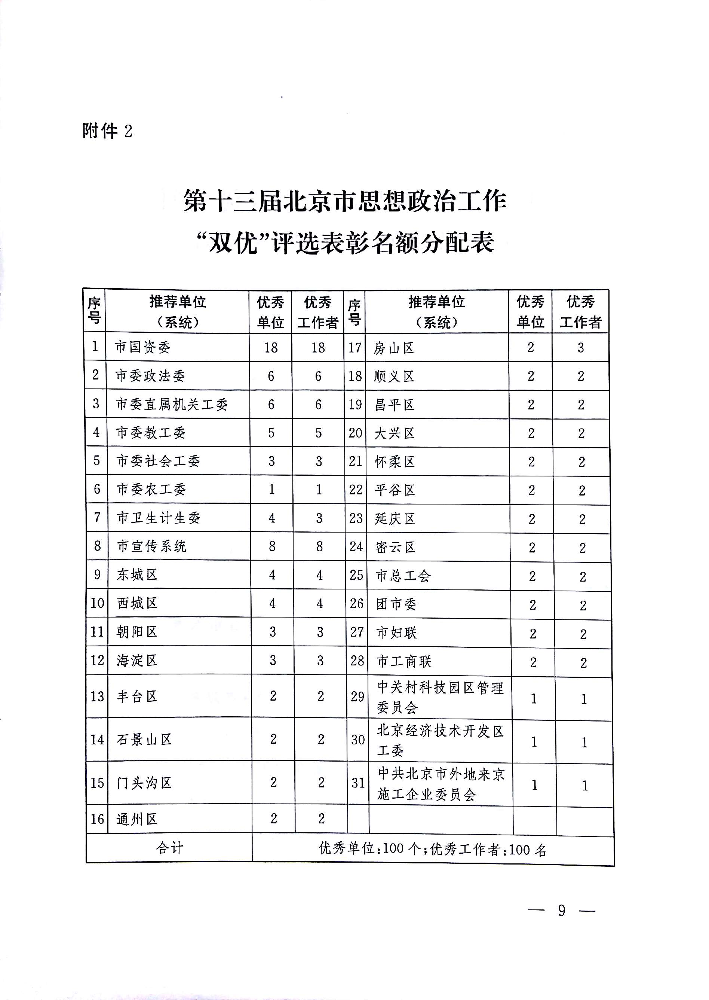 附件 2
第十三届北京市思想政治工作
“双优”评选表彰名额分配表
序号 推荐单位（系统） 优秀单位 优秀工作者 序号 推荐单位（系统） 优秀单位 优秀工作者
1 市国资委 18 18 17 房山区 2 3
2 市委政法委 6 6 18 顺义区 2 2
3 市委直属机关工委 6 6 19 昌平区 2 2
4 市委教工委 5 5 20 大兴区 2 2
5 市委社会工委 3 3 21 怀柔区 2 2
6 市委农工委 1 1 22 平谷区 2 2
7 市卫生计生委 4 3 23 延庆区 2 2
8 市宣传系统 8 8 24 密云区 2 2
9 东城区 4 4 25 市总工会 2 2
10 西城区 4 4 26 团市委 2 2
11 朝阳区 3 3 27 市妇联 2 2
12 海淀区 3 3 28 市工商联 2 2
13 丰台区 2 2 29 中关村科技园区管理委员会 1 1
14 石景山区 2 2 30 北京经济技术开发区工委 1 1
15 门头沟区 2 2 31 中共北京市外地来京施工企业委员会 1 1
16 通州区 2 2
合计 优秀单位:100 个;优秀工作者:100 名
— 9 —